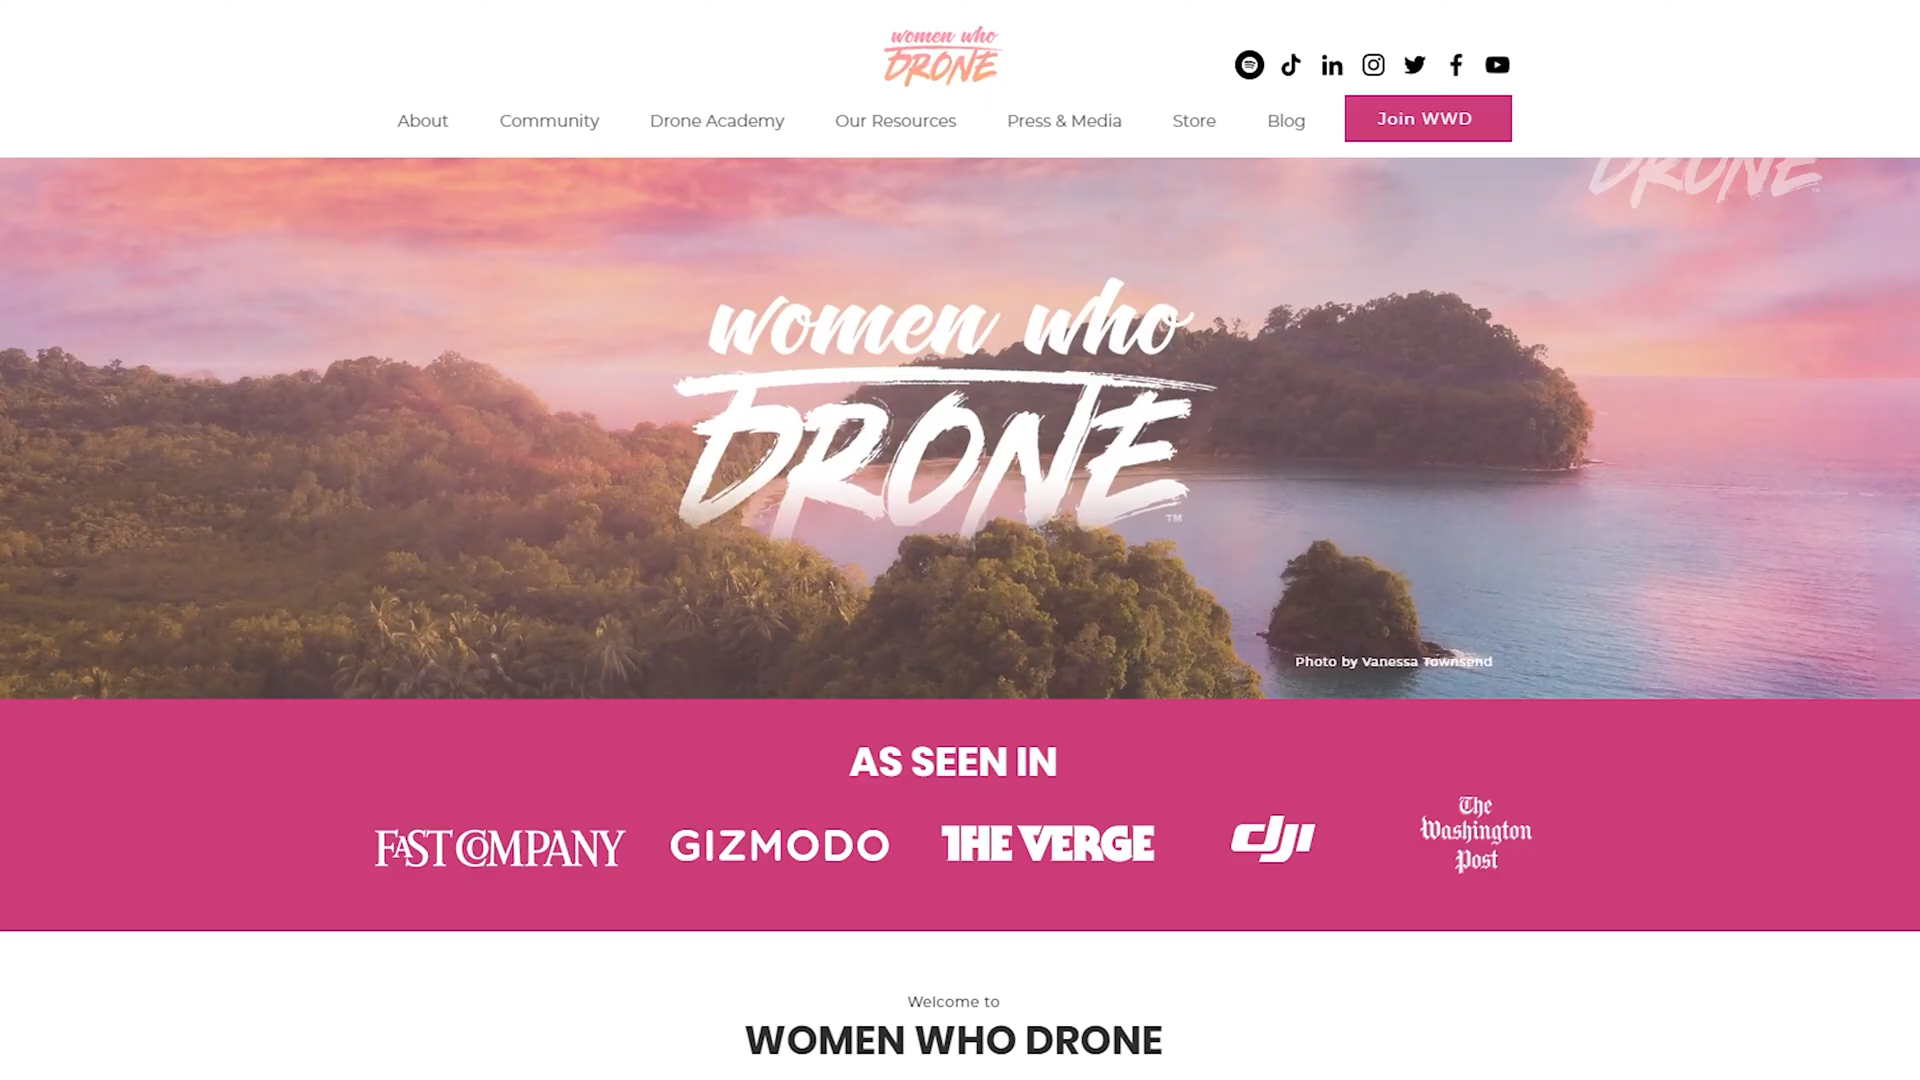 women who
DRONE
About
Community
Drone Academy
Our Resources
Press & Media
Store
Blog
Join WWD
DRONE
women who
DRONE
TM
Photo by Vanessa Townsend
AS SEEN IN
FAST COMPANY
GIZMODO
THE VERGE
dji
The
Washington
Post
Welcome to
WOMEN WHO DRONE